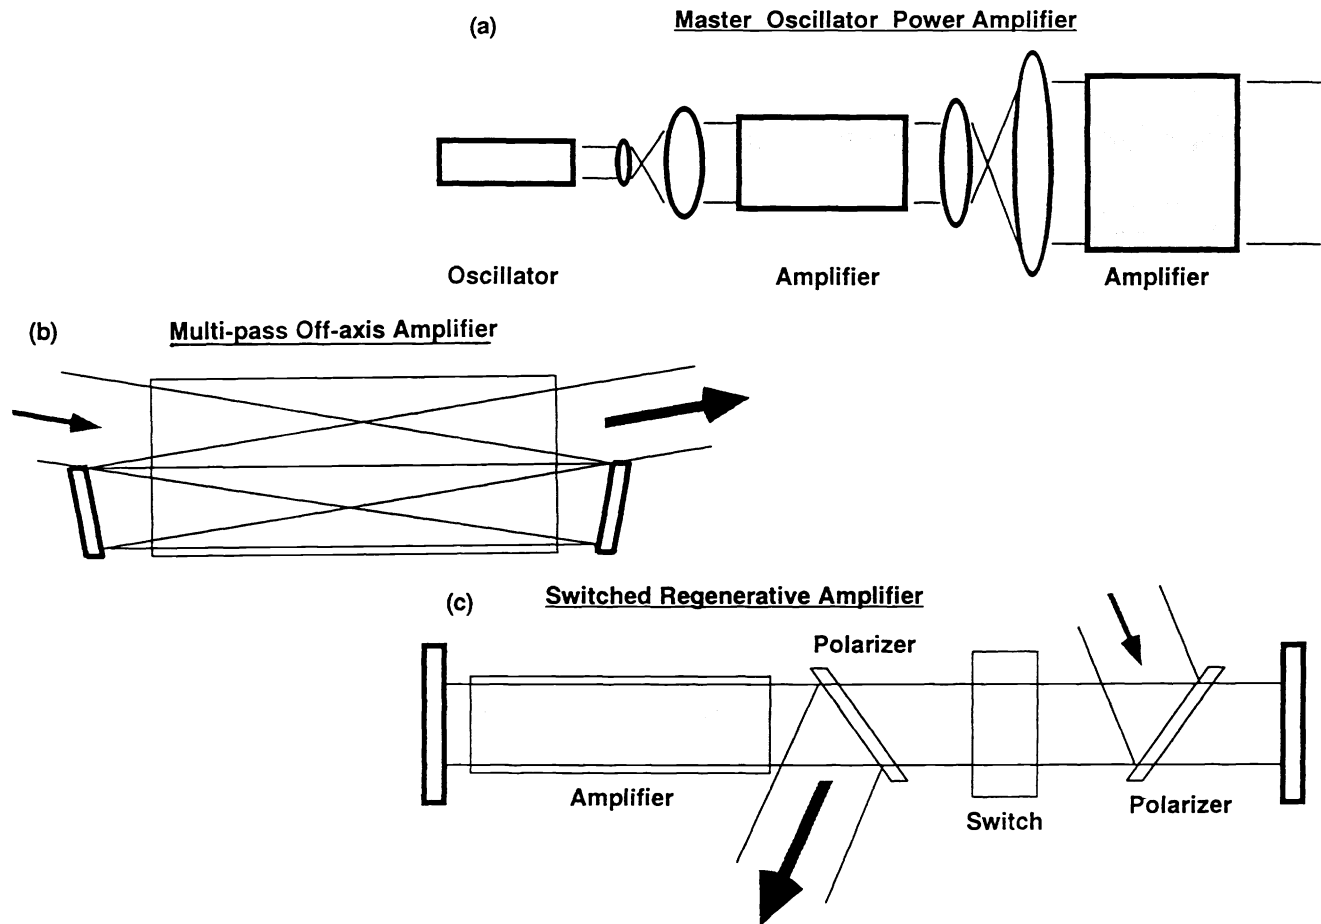 (a)
Master Oscillator Power Amplifier
Oscillator
Amplifier
Amplifier
(b)
Multi-pass Off-axis Amplifier
(c)
Switched Regenerative Amplifier
Polarizer
Amplifier
Switch
Polarizer